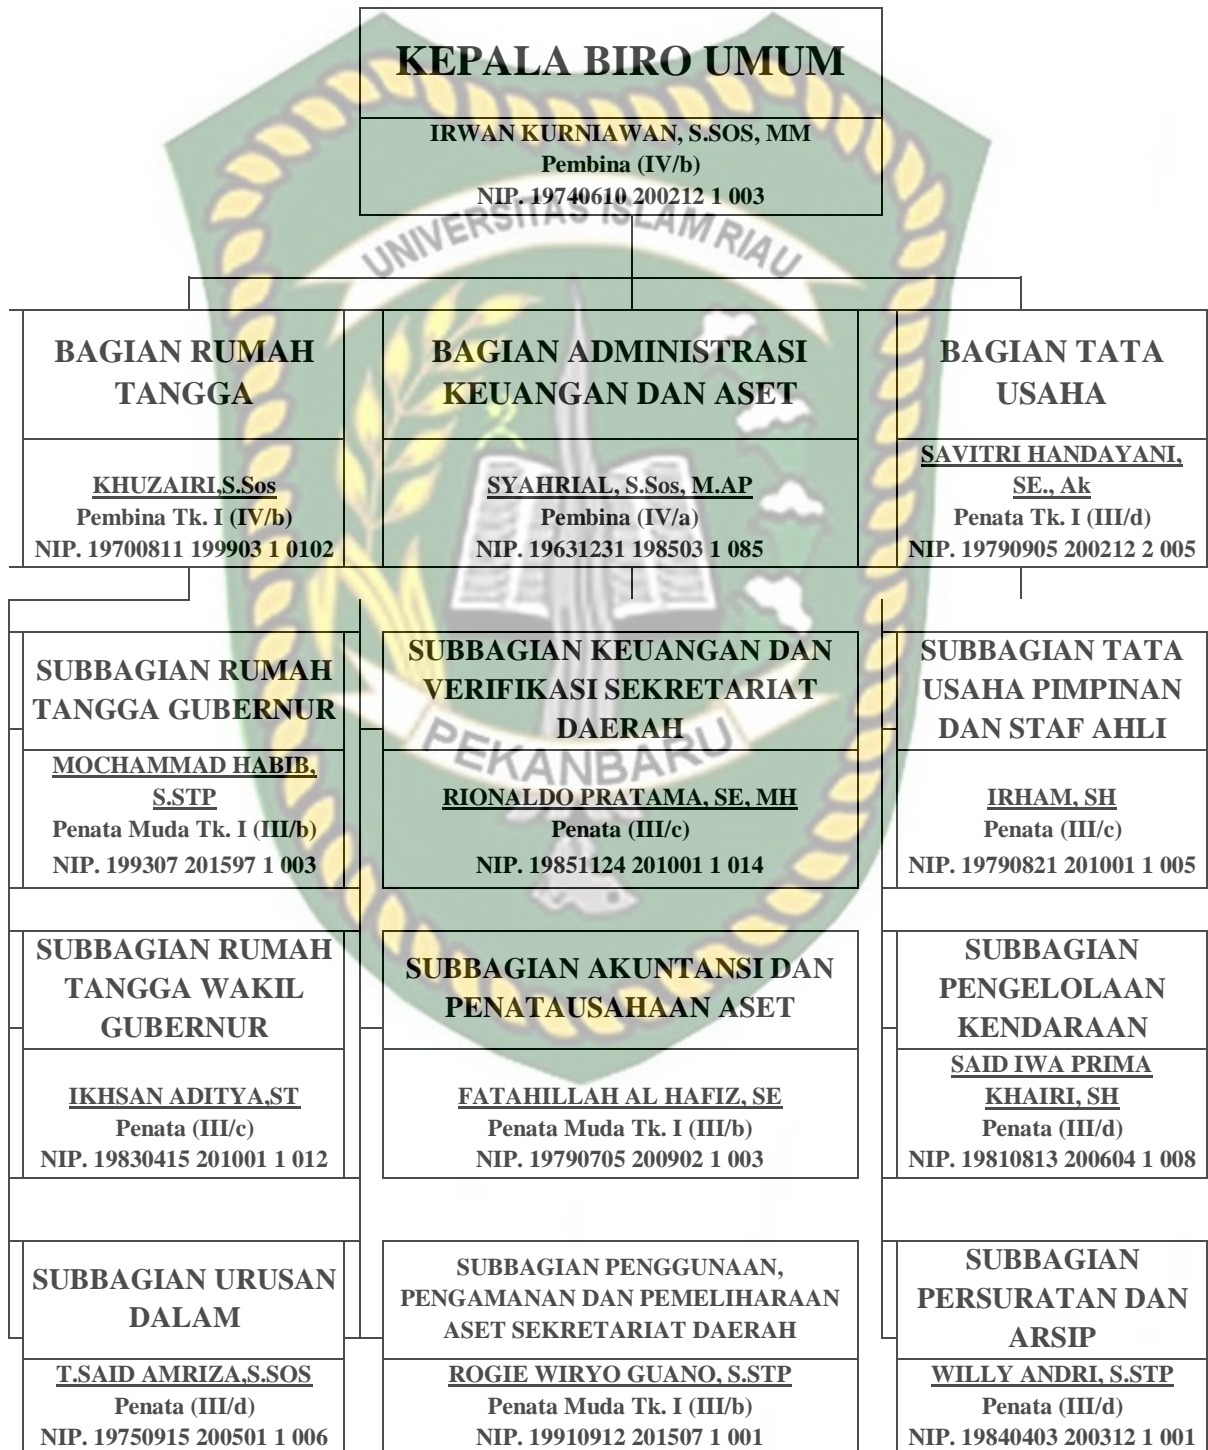 KEPALA BIRO UMUM
IRWAN KURNIAWAN, S.SOS, MM
Pembina (IV/b)
NIP. 19740610 200212 1 003
UNIVERSITAS ISLAM RIAU
BAGIAN RUMAH
TANGGA
KHUZAIRI,S.Sos
Pembina Tk. I (IV/b)
NIP. 19700811 199903 1 0102
BAGIAN ADMINISTRASI
KEUANGAN DAN ASET
SYAHRIAL, S.Sos, M.AP
Pembina (IV/a)
NIP. 19631231 198503 1 085
BAGIAN TATA
USAHA
SAVITRI HANDAYANI,
SE., Ak
Penata Tk. I (III/d)
NIP. 19790905 200212 2 005
SUBBAGIAN RUMAH
TANGGA GUBERNUR
MOCHAMMAD HABIB,
S.STP
Penata Muda Tk. I (III/b)
NIP. 199307 201597 1 003
SUBBAGIAN KEUANGAN DAN
VERIFIKASI SEKRETARIAT
DAERAH
RIONALDO PRATAMA, SE, MH
Penata (III/c)
NIP. 19851124 201001 1 014
SUBBAGIAN TATA
USAHA PIMPINAN
DAN STAF AHLI
IRHAM, SH
Penata (III/c)
NIP. 19790821 201001 1 005
PEKANBARU
SUBBAGIAN RUMAH
TANGGA WAKIL
GUBERNUR
IKHSAN ADITYA,ST
Penata (III/c)
NIP. 19830415 201001 1 012
SUBBAGIAN AKUNTANSI DAN
PENATAUSAHAAN ASET
FATAHILLAH AL HAFIZ, SE
Penata Muda Tk. I (III/b)
NIP. 19790705 200902 1 003
SUBBAGIAN
PENGELOLAAN
KENDARAAN
SAID IWA PRIMA
KHAIRI, SH
Penata (III/d)
NIP. 19810813 200604 1 008
SUBBAGIAN URUSAN
DALAM
T.SAID AMRIZA,S.SOS
Penata (III/d)
NIP. 19750915 200501 1 006
SUBBAGIAN PENGGUNAAN,
PENGAMANAN DAN PEMELIHARAAN
ASET SEKRETARIAT DAERAH
ROGIE WIRYO GUANO, S.STP
Penata Muda Tk. I (III/b)
NIP. 19910912 201507 1 001
SUBBAGIAN
PERSURATAN DAN
ARSIP
WILLY ANDRI, S.STP
Penata (III/d)
NIP. 19840403 200312 1 001